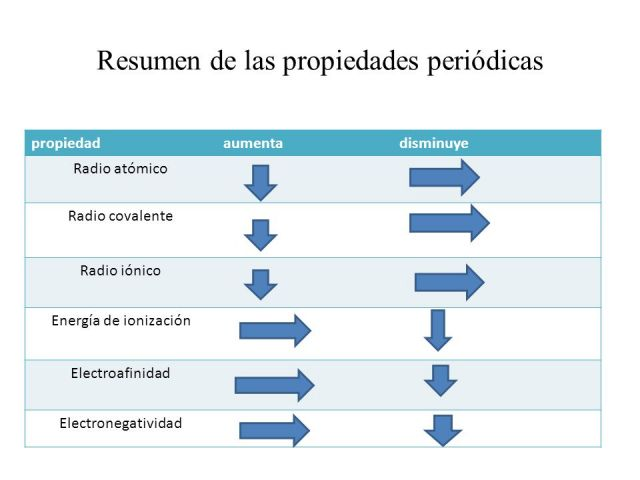 Resumen de las propiedades periódicas
propiedad aumenta disminuye
Radio atómico
Radio covalente
Radio iónico
Energía de ionización
Electroafinidad
Electronegatividad